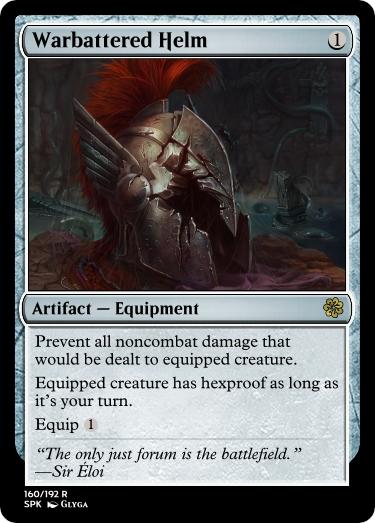 Warbattered Helm 1
Artifact — Equipment
Prevent all noncombat damage that
would be dealt to equipped creature.
Equipped creature has hexproof as long as
it's your turn.
Equip 1
“The only just forum is the battlefield.”
—Sir Éloi
160/192 R
SPK Glyga